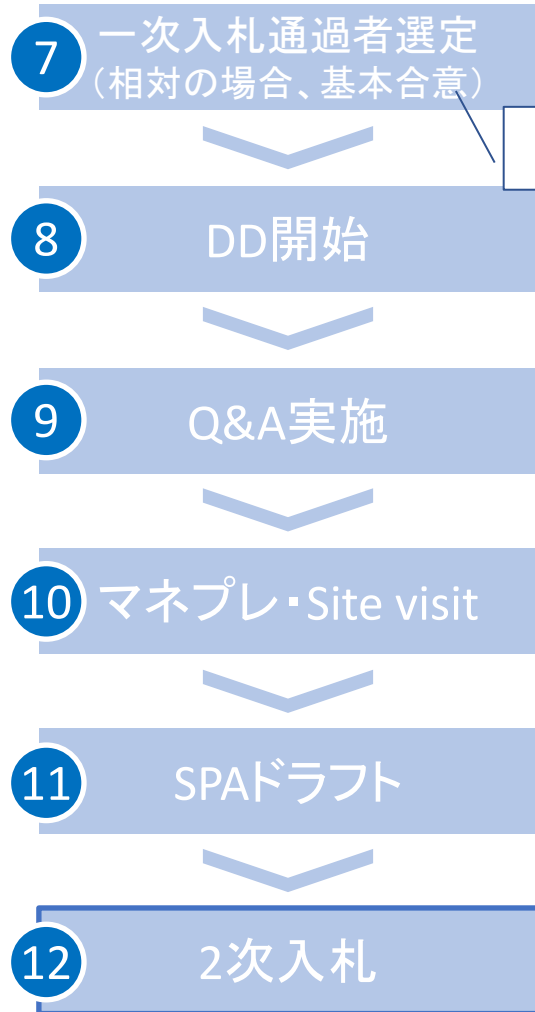 7
一次入札通過者選定
（相対の場合、基本合意）
8
DD開始
9
Q&A実施
10
マネプレ・Site visit
11
SPAドラフト
12
2次入札